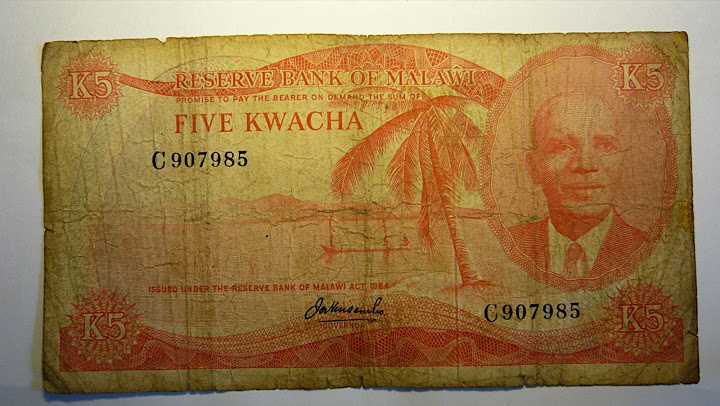 K5
RESERVE BANK OF MALAŴI
K5
PROMISE TO PAY THE BEARER ON DEMAND THE SUM OF
FIVE KWACHA
C907985
ISSUED UNDER THE RESERVE BANK OF MALAWI ACT, 1964
C907985
GOVERNOR
K5
K5